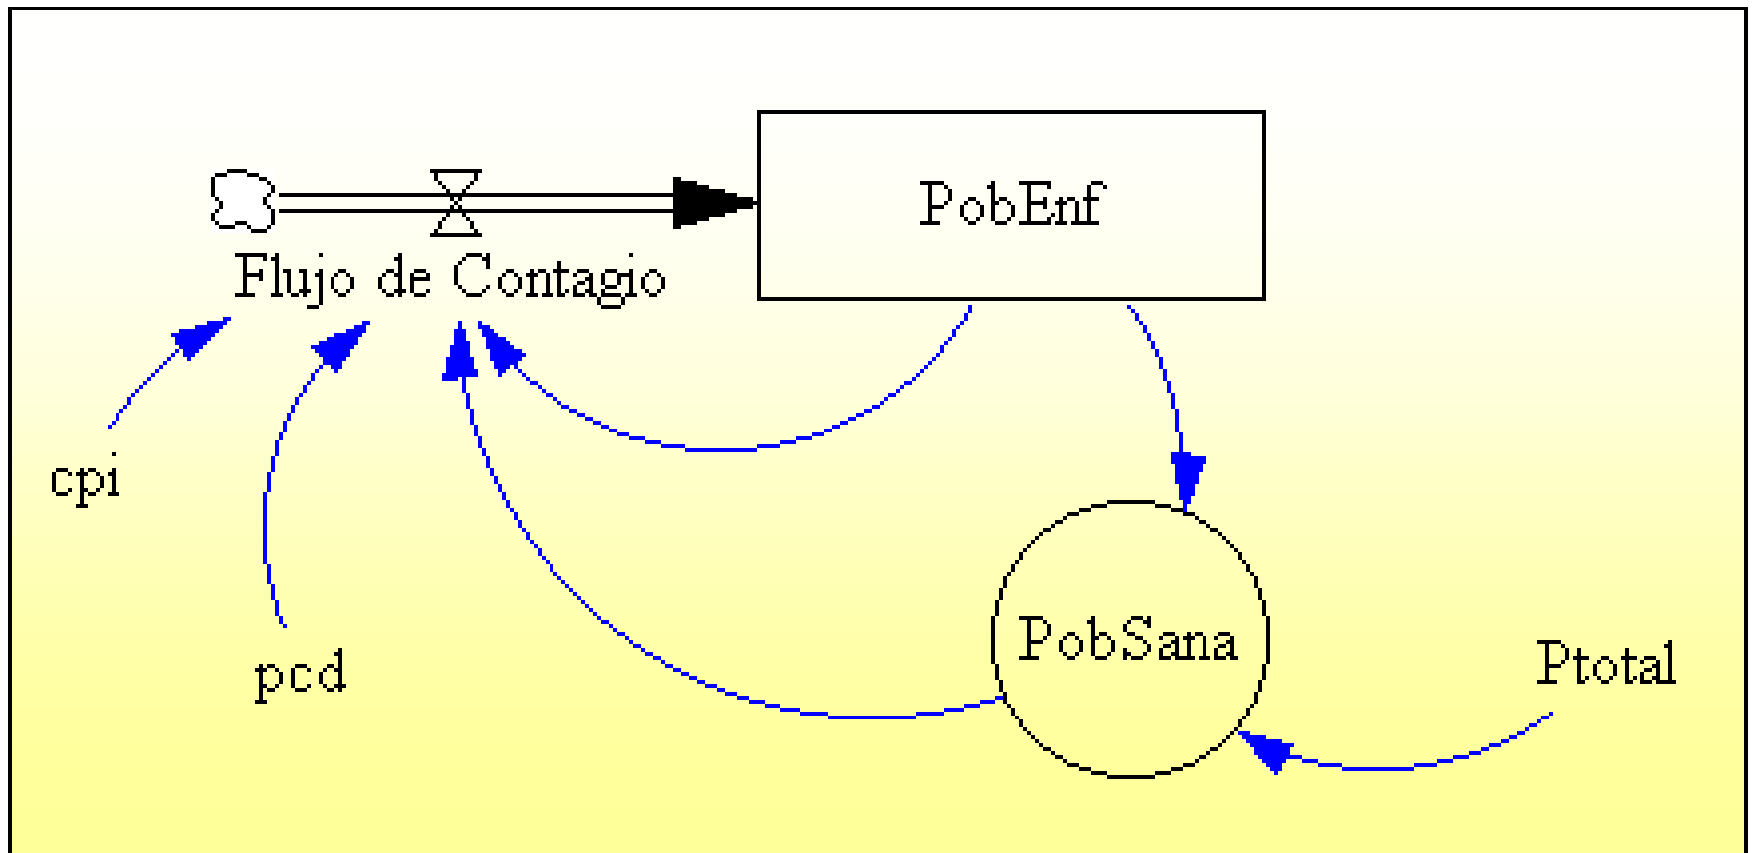 PobEnf
Flujo de Contagio
cpi
PobSana
Ptotal
pcd